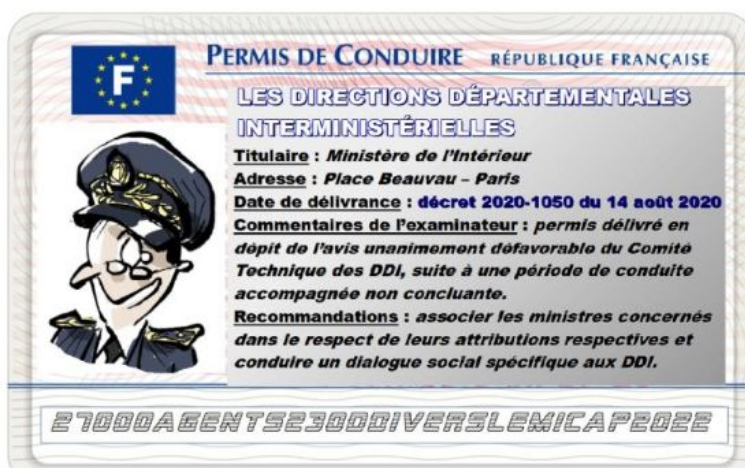 F
PERMIS DE CONDUIRE RÉPUBLIQUE FRANÇAISE
LES DIRECTIONS DÉPARTEMENTALES
INTERMINISTÉRIELLES
Titulaire : Ministère de l'Intérieur
Adresse : Place Beauvau – Paris
Date de délivrance : décret 2020-1050 du 14 août 2020
Commentaires de l'examinateur : permis délivré en
dépit de l'avis unanimement défavorable du Comité
Technique des DDI, suite à une période de conduite
accompagnée non concluante.
Recommandations : associer les ministres concernés
dans le respect de leurs attributions respectives et
conduire un dialogue social spécifique aux DDI.
27000AGENTS2300DIVERSLEMICAP2022